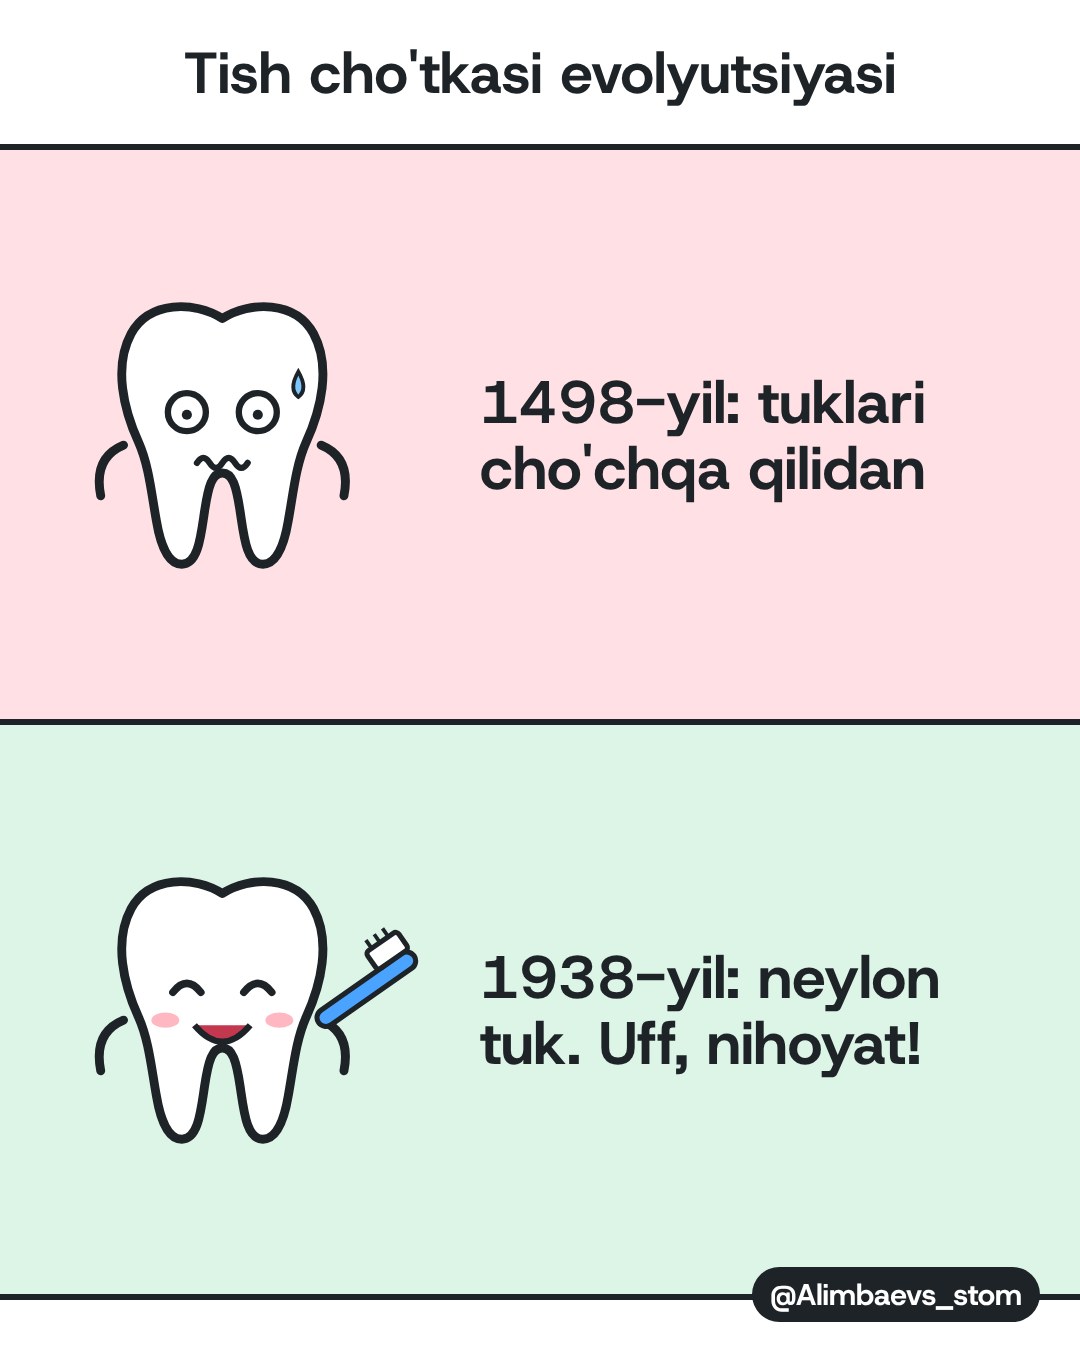 Tish cho'tkasi evolyutsiyasi
1498-yil: tuklari
cho'chqa qilidan
1938-yil: neylon
tuk. Uff, nihoyat!
@Alimbaevs_stom